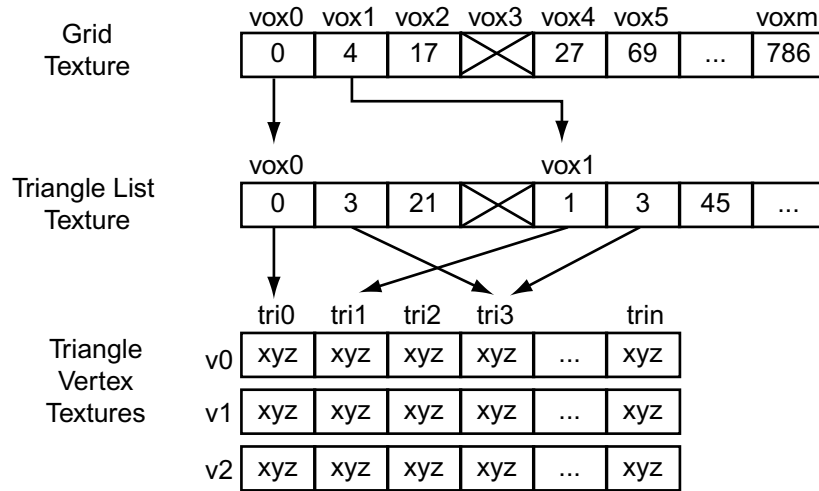 vox0 vox1 vox2 vox3 vox4 vox5 voxm
Grid
Texture
0 4 17 27 69 ... 786
vox0 vox1
Triangle List
Texture
0 3 21 1 3 45 ...
tri0 tri1 tri2 tri3 trin
Triangle
Vertex
Textures
v0 xyz xyz xyz xyz ... xyz
v1 xyz xyz xyz xyz ... xyz
v2 xyz xyz xyz xyz ... xyz